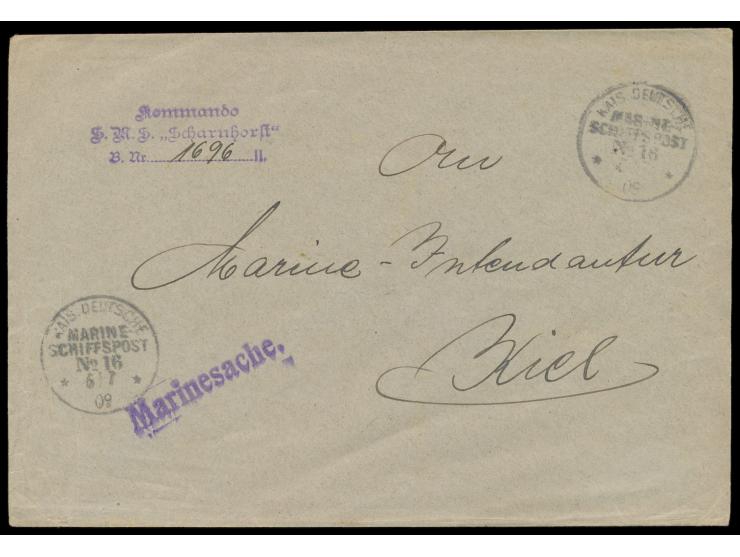 Kommando
S. M. S. „Scharnhorst“
B. Nr. 1696 II.
KAIS. DEUTSCHE
MARINE-
SCHIFFSPOST
No 16
* *
09
An
Marine-Intendantur
Kiel
KAIS. DEUTSCHE
MARINE-
SCHIFFSPOST
No 16
* 6/7 *
09
Marinesache.